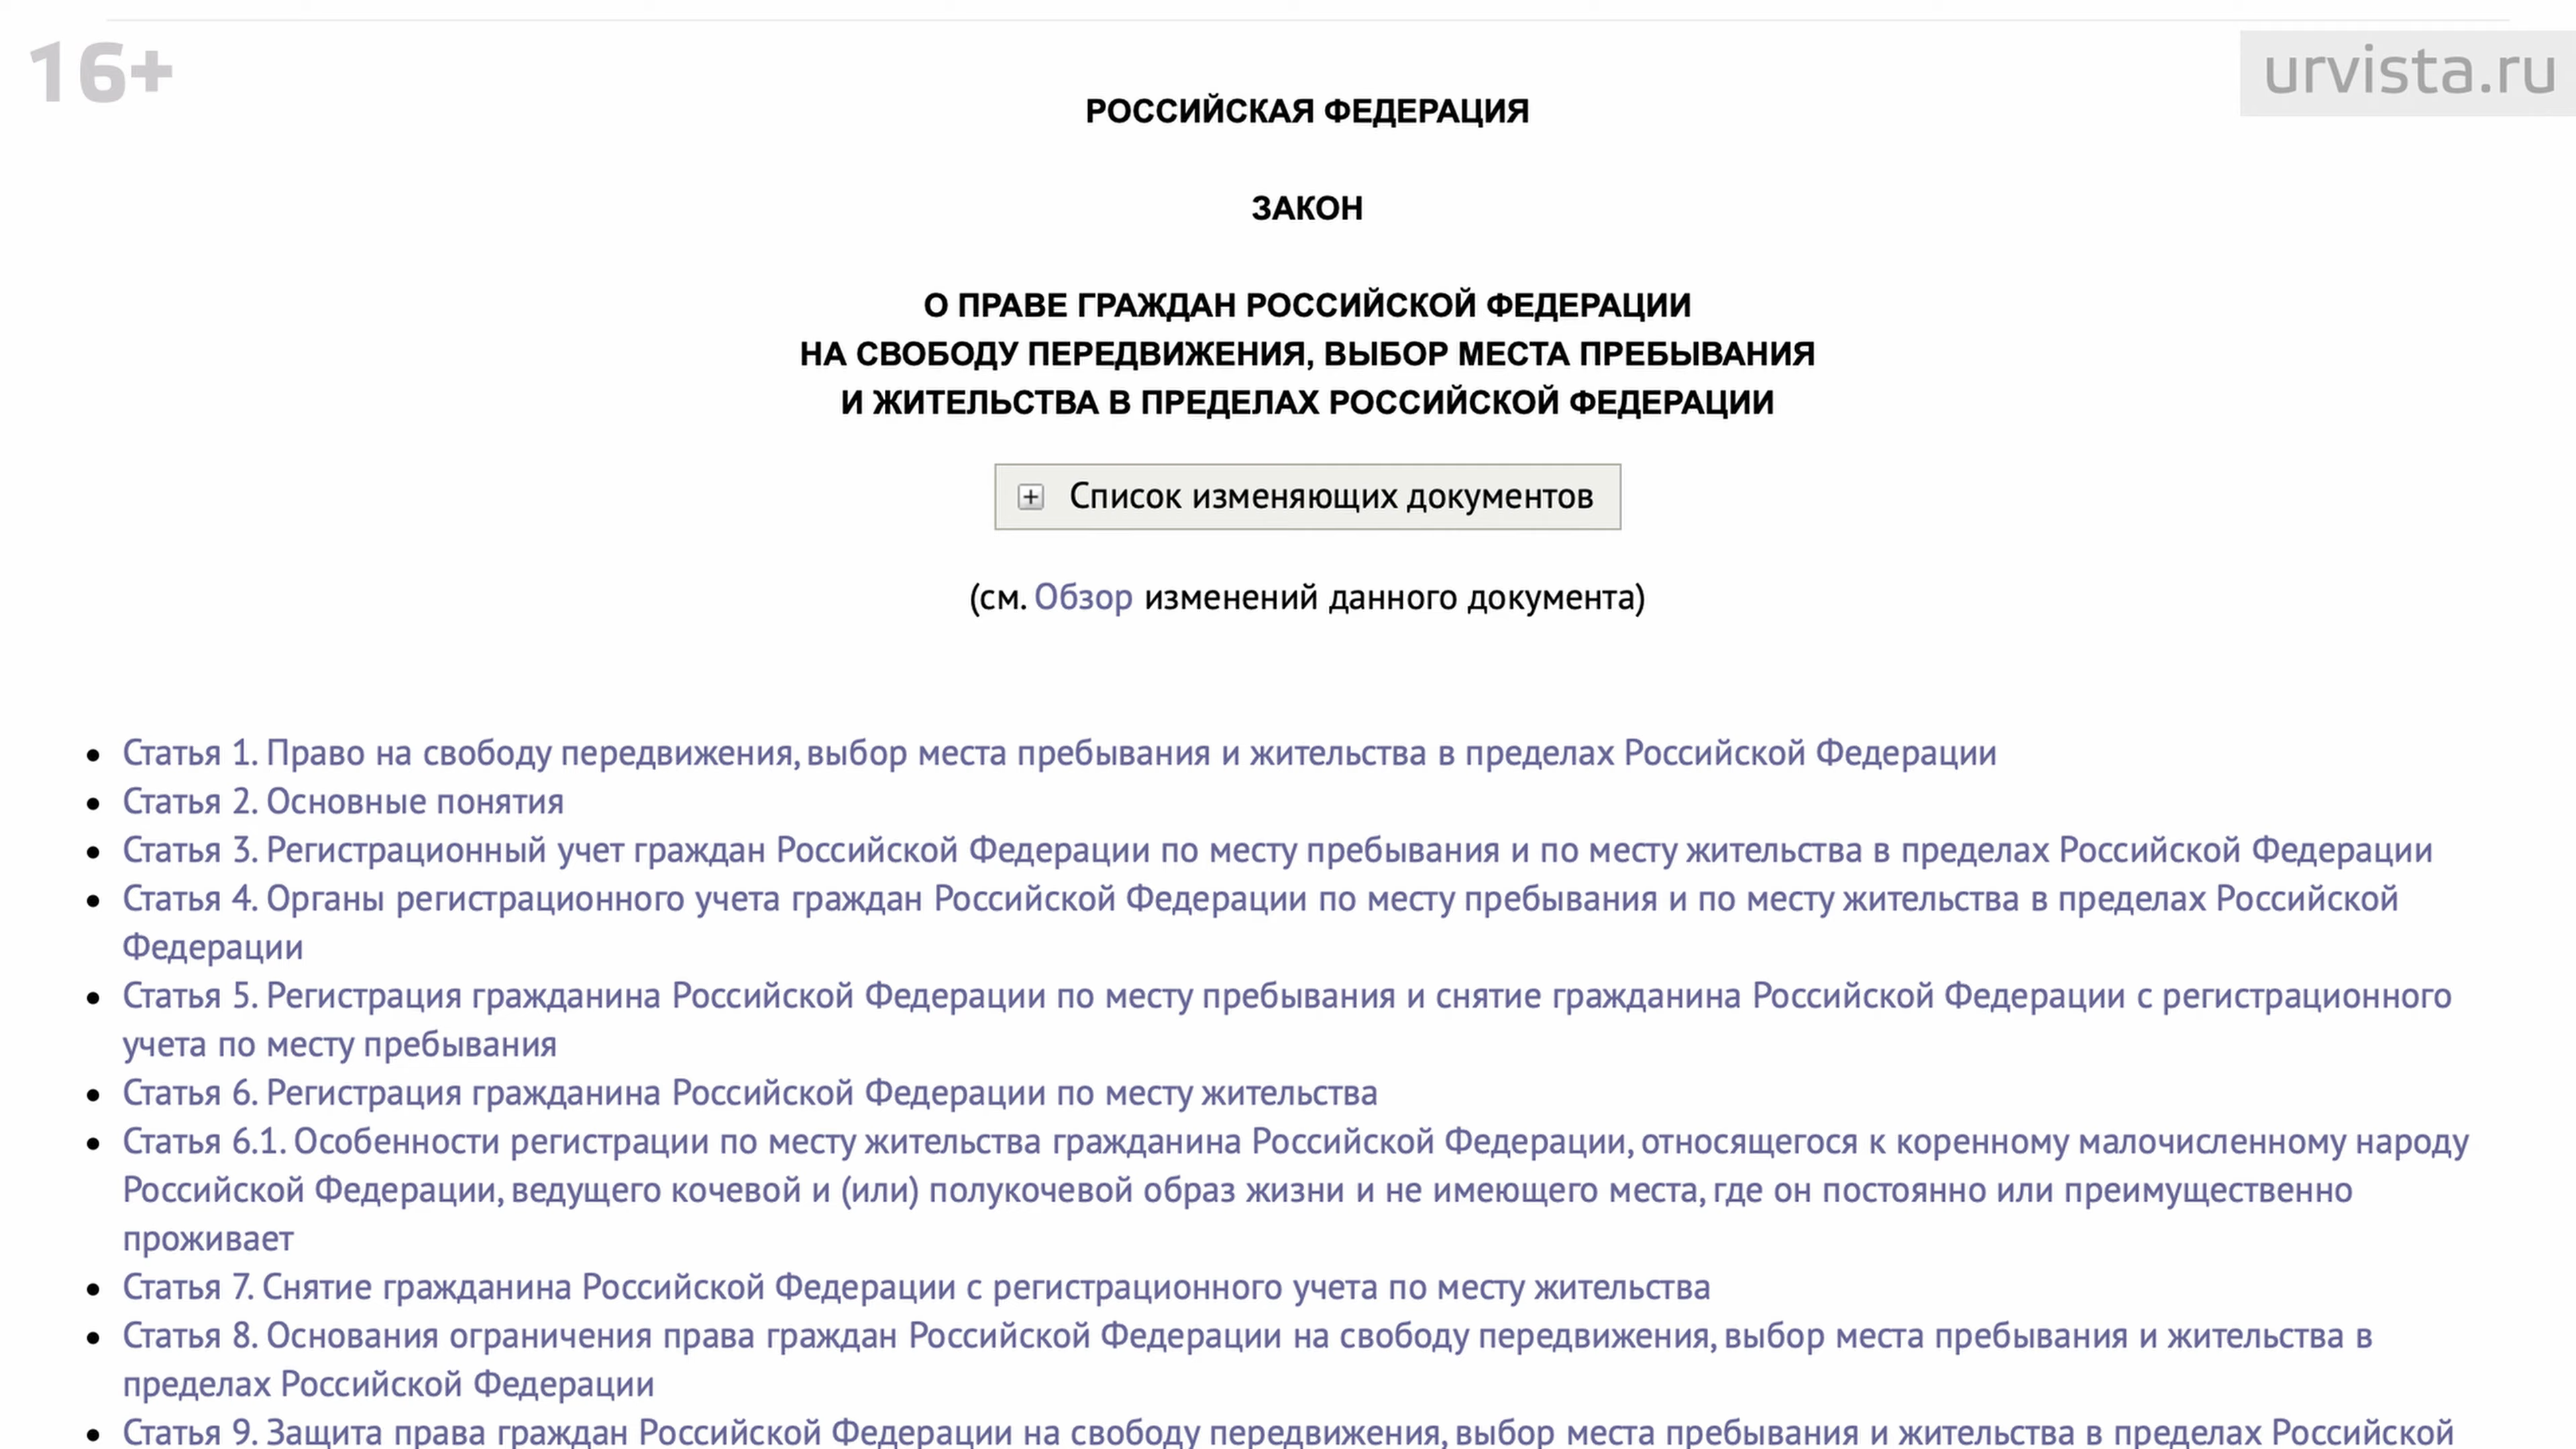 16+
urvista.ru
РОССИЙСКАЯ ФЕДЕРАЦИЯ
ЗАКОН
О ПРАВЕ ГРАЖДАН РОССИЙСКОЙ ФЕДЕРАЦИИ
НА СВОБОДУ ПЕРЕДВИЖЕНИЯ, ВЫБОР МЕСТА ПРЕБЫВАНИЯ
И ЖИТЕЛЬСТВА В ПРЕДЕЛАХ РОССИЙСКОЙ ФЕДЕРАЦИИ
Список изменяющих документов
(см. Обзор изменений данного документа)
• Статья 1. Право на свободу передвижения, выбор места пребывания и жительства в пределах Российской Федерации
• Статья 2. Основные понятия
• Статья 3. Регистрационный учет граждан Российской Федерации по месту пребывания и по месту жительства в пределах Российской Федерации
• Статья 4. Органы регистрационного учета граждан Российской Федерации по месту пребывания и по месту жительства в пределах Российской
Федерации
• Статья 5. Регистрация гражданина Российской Федерации по месту пребывания и снятие гражданина Российской Федерации с регистрационного
учета по месту пребывания
• Статья 6. Регистрация гражданина Российской Федерации по месту жительства
• Статья 6.1. Особенности регистрации по месту жительства гражданина Российской Федерации, относящегося к коренному малочисленному народу
Российской Федерации, ведущего кочевой и (или) полукочевой образ жизни и не имеющего места, где он постоянно или преимущественно
проживает
• Статья 7. Снятие гражданина Российской Федерации с регистрационного учета по месту жительства
• Статья 8. Основания ограничения права граждан Российской Федерации на свободу передвижения, выбор места пребывания и жительства в
пределах Российской Федерации
• Статья 9. Защита права граждан Российской Федерации на свободу передвижения, выбор места пребывания и жительства в пределах Российской